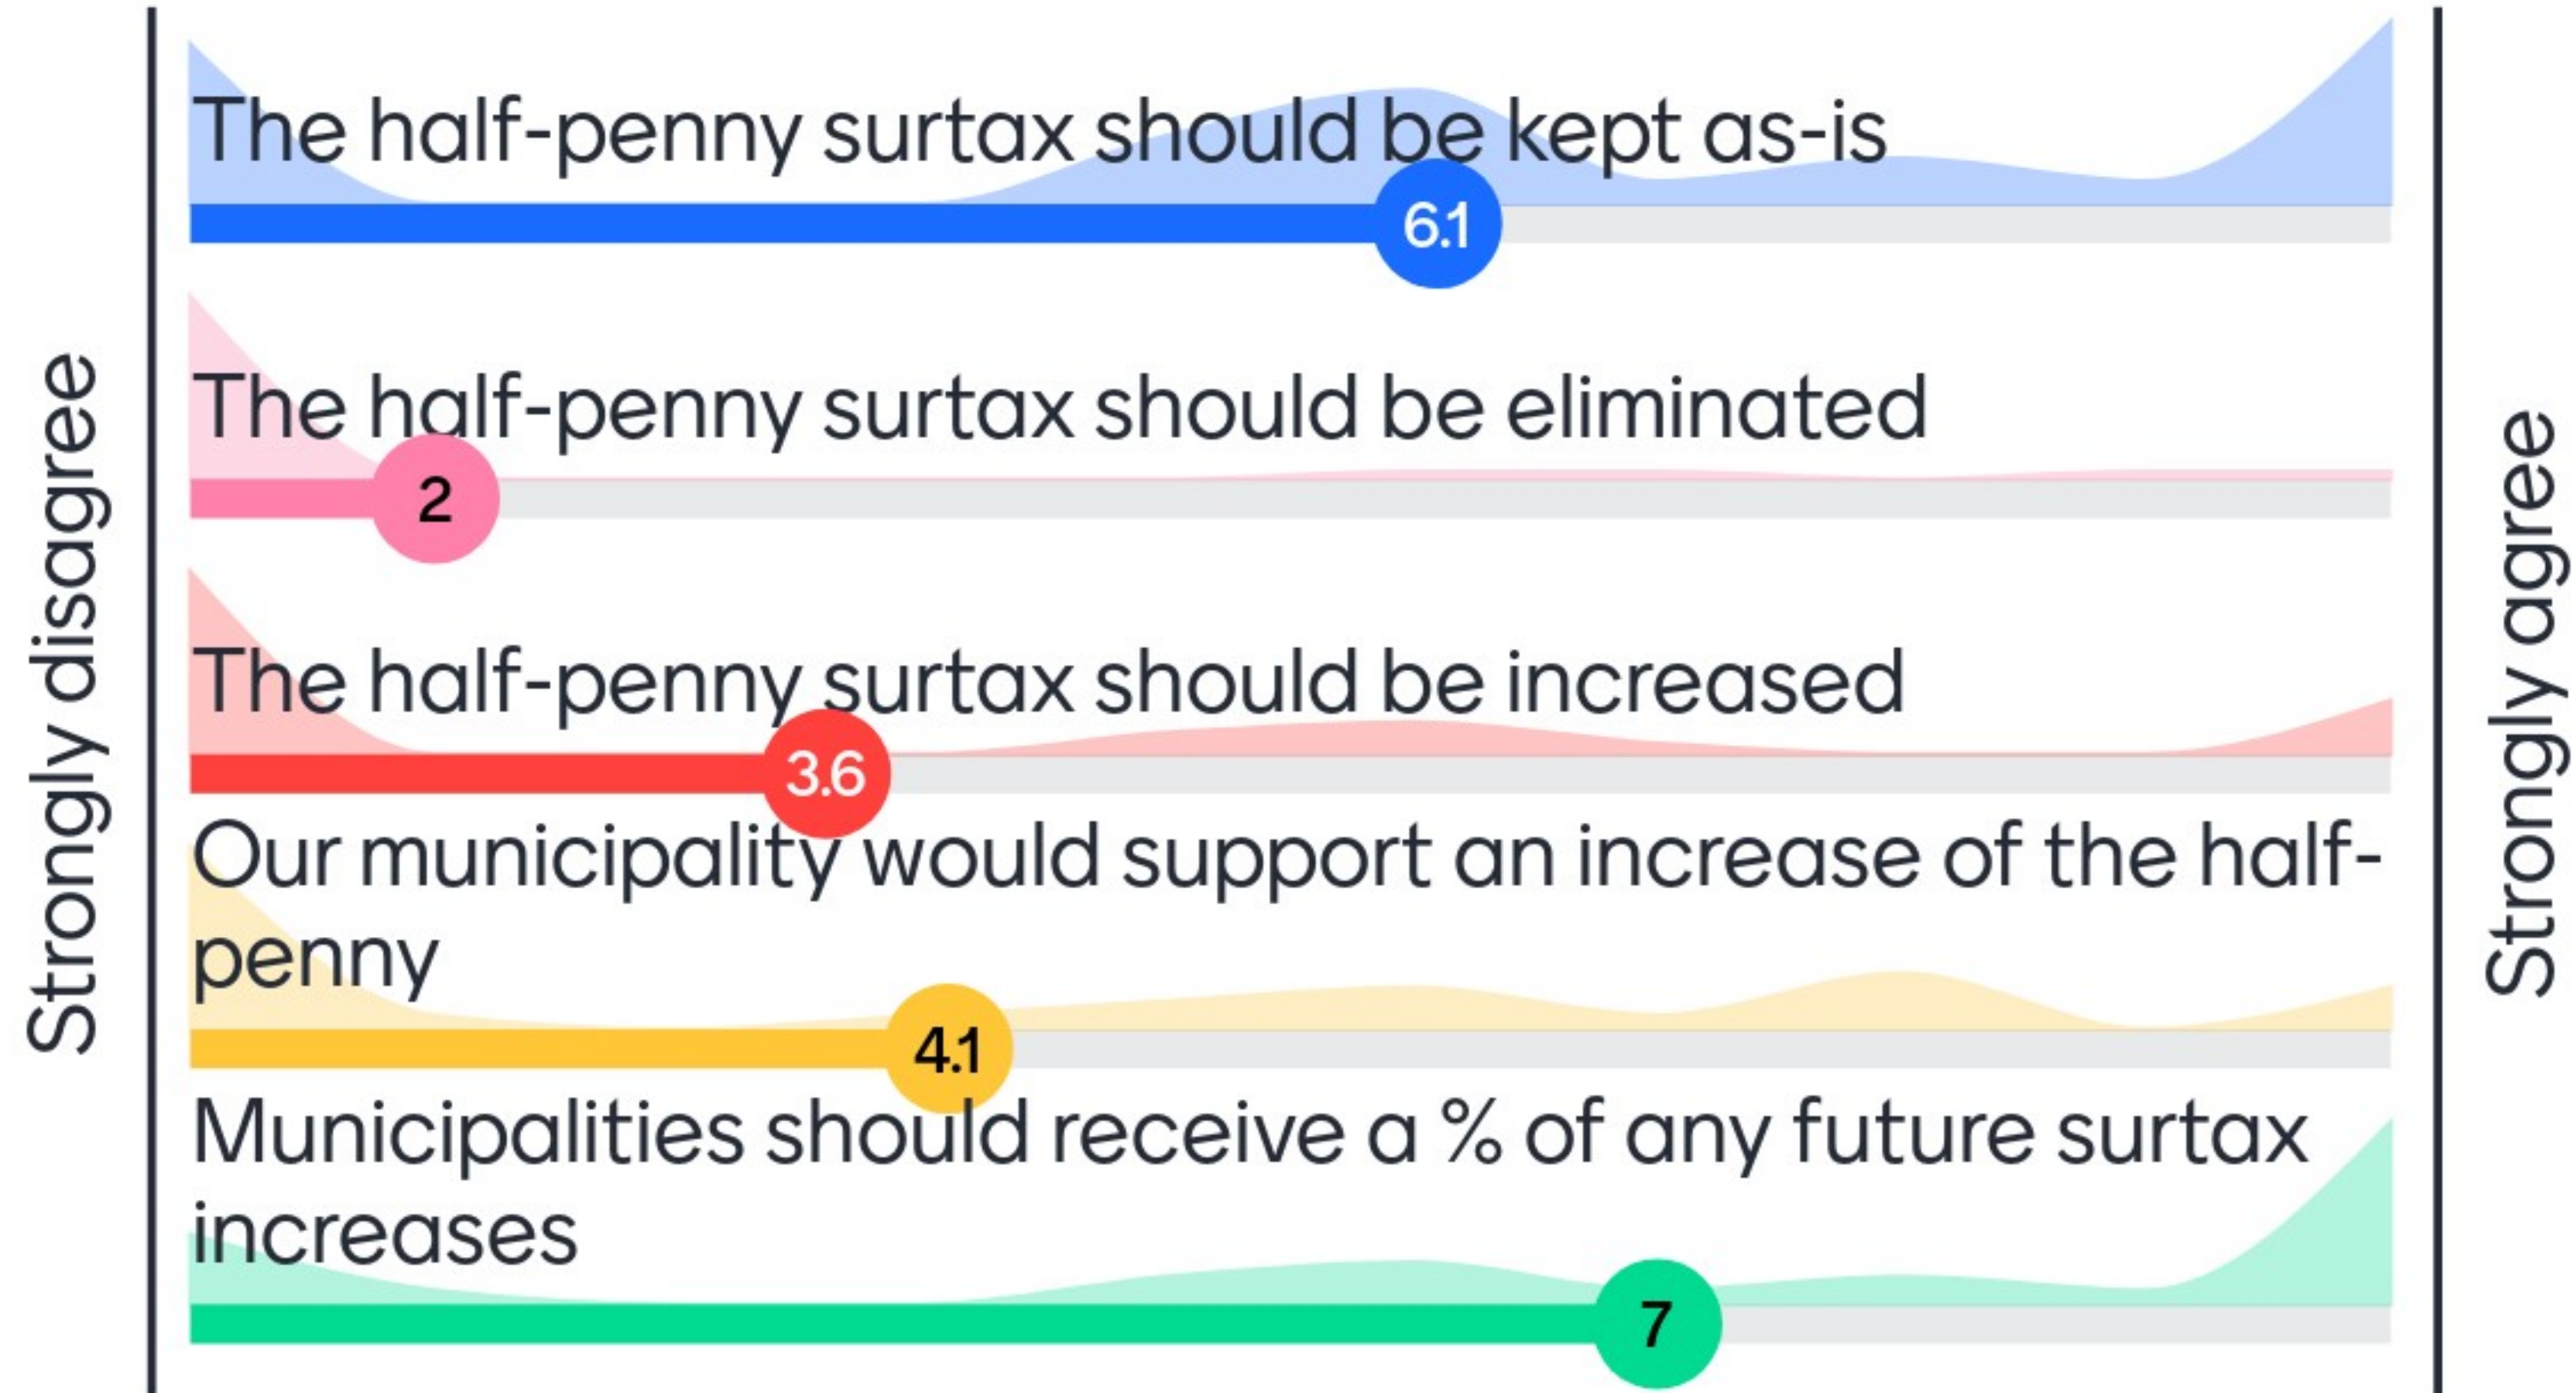 Strongly disagree
The half-penny surtax should be kept as-is
6.1
The half-penny surtax should be eliminated
2
The half-penny surtax should be increased
3.6
Our municipality would support an increase of the half-
penny
4.1
Municipalities should receive a % of any future surtax
increases
7
Strongly agree